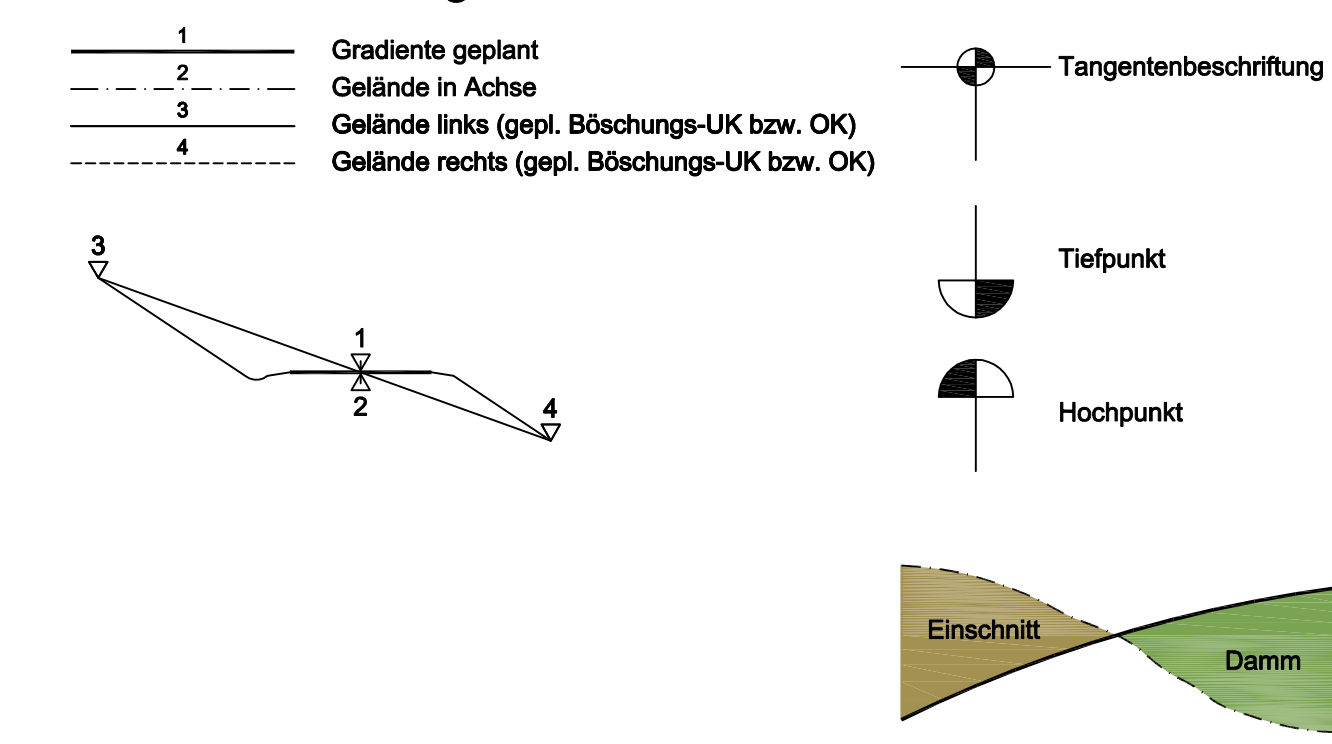 1
Gradiente geplant
2
Gelände in Achse
3
Gelände links (gepl. Böschungs-UK bzw. OK)
4
Gelände rechts (gepl. Böschungs-UK bzw. OK)
3
1
2
4
Tangentenbeschriftung
Tiefpunkt
Hochpunkt
Einschnitt
Damm